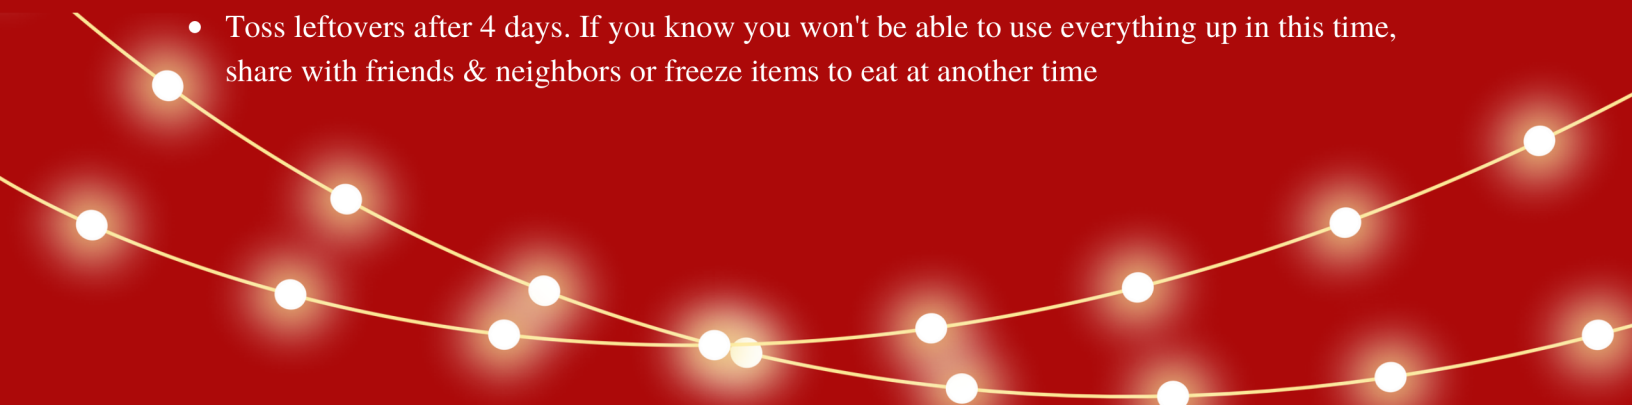 • Toss leftovers after 4 days. If you know you won't be able to use everything up in this time,
share with friends & neighbors or freeze items to eat at another time